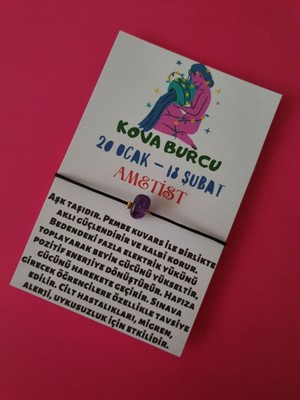 KOVA BURCU
20 OCAK – 18 ŞUBAT
AMETİST
AŞK TAŞIDIR. PEMBE KUVARS İLE BİRLİKTE
AKLI GÜÇLENDİRİR VE KALBİ KORUR.
BEDENDEKİ FAZLA ELEKTRİK YÜKÜNÜ
TOPLAYARAK BEYİN GÜCÜNÜ YÜKSELTİR,
POZİTİF ENERJİYE DÖNÜŞTÜRÜR. HAFIZA
GÜCÜNÜ HAREKETE GEÇİRİR. SINAVA
GİRECEK ÖĞRENCİLERE ÖZELLİKLE TAVSİYE
EDİLİR. CİLT HASTALIKLARI, MİGREN,
ALERJİ, UYKUSUZLUK İÇİN ETKİLİDİR.